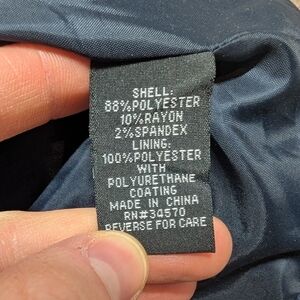 SHELL:
88%POLYESTER
10%RAYON
2%SPANDEX
LINING:
100%POLYESTER
WITH
POLYURETHANE
COATING
MADE IN CHINA
RN#34570
REVERSE FOR CARE